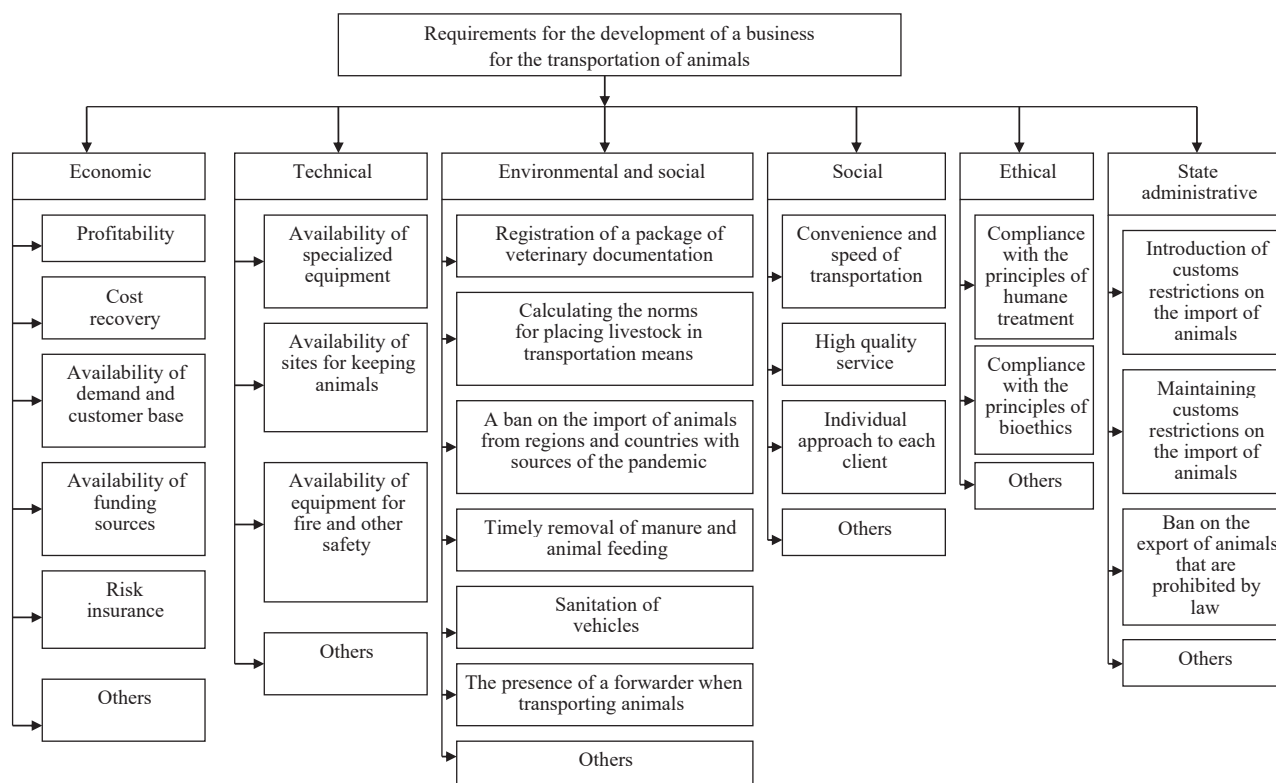 Requirements for the development of a business
for the transportation of animals
Economic
Profitability
Cost
recovery
Availability of
demand and
customer base
Availability of
funding
sources
Risk
insurance
Others
Technical
Availability of
specialized
equipment
Availability of
sites for keeping
animals
Availability of
equipment for
fire and other
safety
Others
Environmental and social
Registration of a package of
veterinary documentation
Calculating the norms
for placing livestock in
transportation means
A ban on the import of animals
from regions and countries with
sources of the pandemic
Timely removal of manure and
animal feeding
Sanitation of
vehicles
The presence of a forwarder when
transporting animals
Others
Social
Convenience and
speed of
transportation
High quality
service
Individual
approach to each
client
Others
Ethical
Compliance
with the
principles of
humane
treatment
Compliance
with the
principles of
bioethics
Others
State
administrative
Introduction of
customs
restrictions on
the import of
animals
Maintaining
customs
restrictions on
the import of
animals
Ban on the
export of animals
that are
prohibited by
law
Others